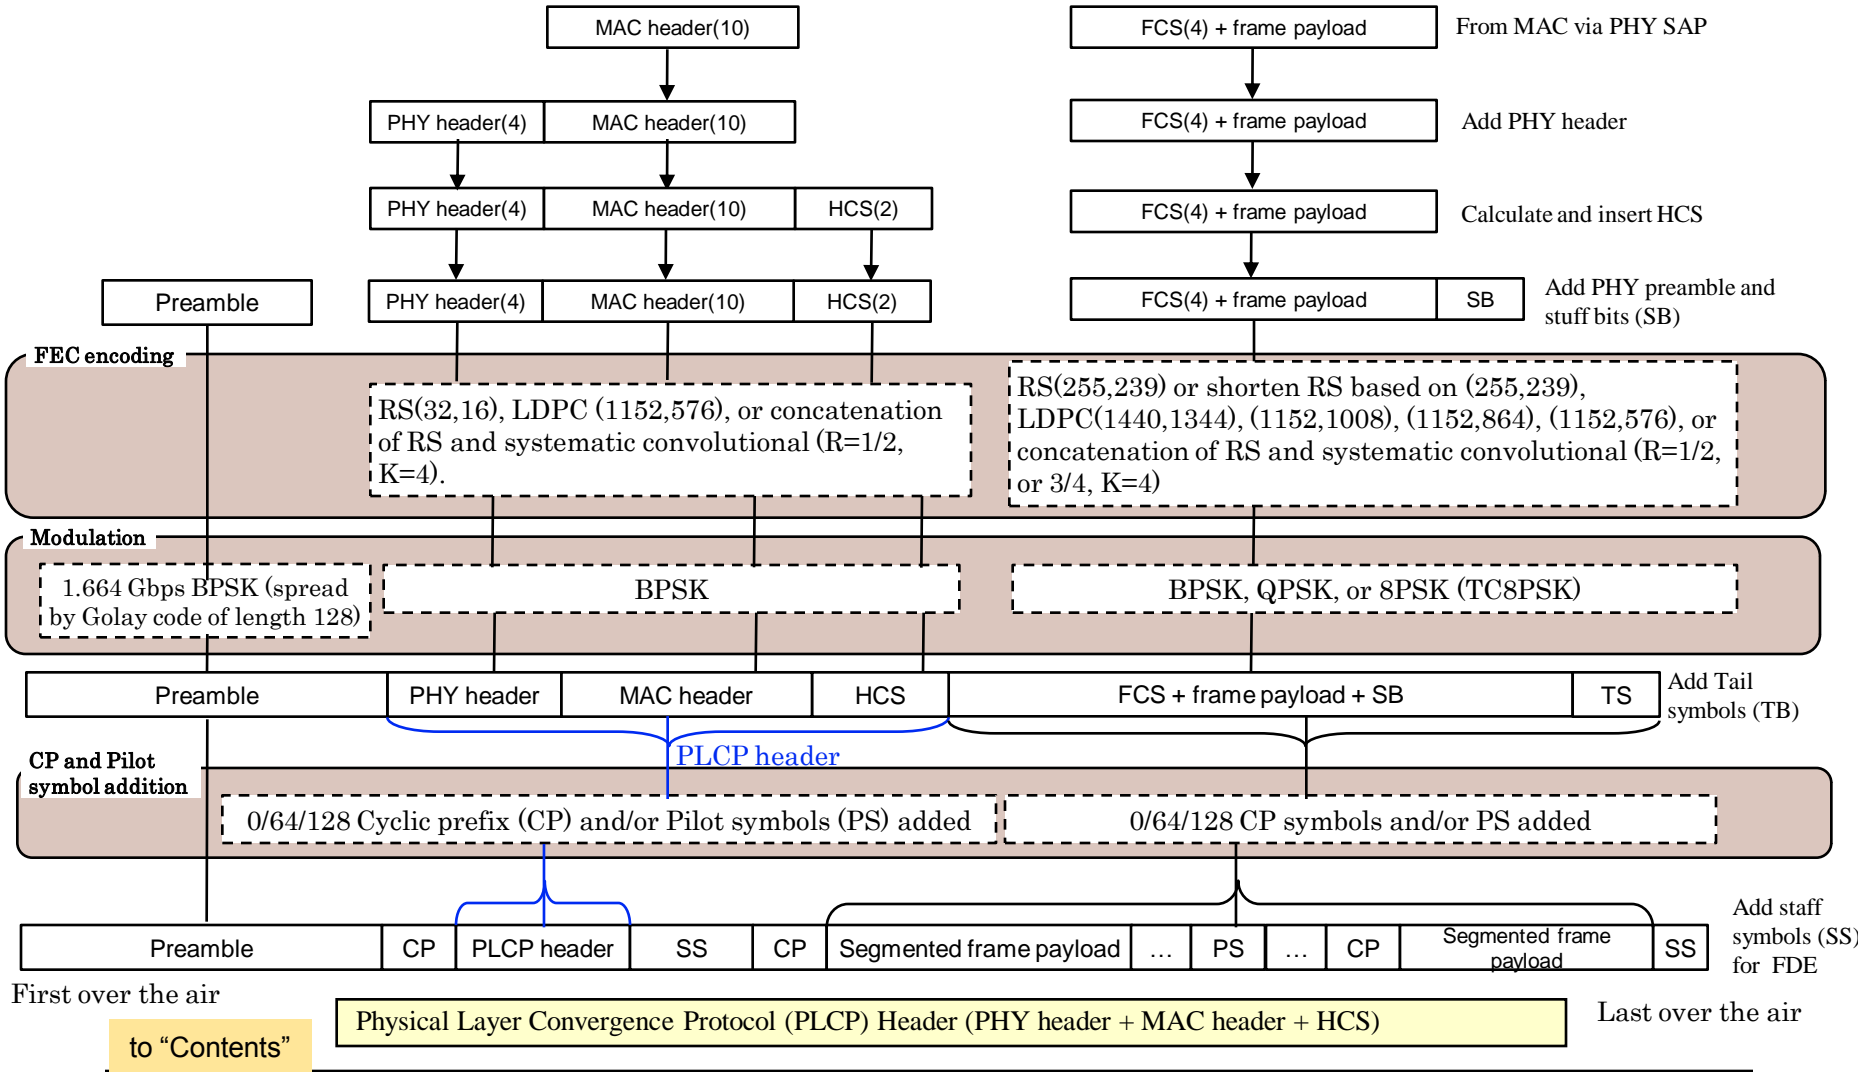 MAC header(10)
FCS(4) + frame payload
From MAC via PHY SAP
PHY header(4)
MAC header(10)
FCS(4) + frame payload
Add PHY header
PHY header(4)
MAC header(10)
HCS(2)
FCS(4) + frame payload
Calculate and insert HCS
Preamble
PHY header(4)
MAC header(10)
HCS(2)
FCS(4) + frame payload
SB
Add PHY preamble and
stuff bits (SB)
FEC encoding
RS(32,16), LDPC (1152,576), or concatenation
of RS and systematic convolutional (R=1/2,
K=4).
RS(255,239) or shorten RS based on (255,239),
LDPC(1440,1344), (1152,1008), (1152,864), (1152,576), or
concatenation of RS and systematic convolutional (R=1/2,
or 3/4, K=4)
Modulation
1.664 Gbps BPSK (spread
by Golay code of length 128)
BPSK
BPSK, QPSK, or 8PSK (TC8PSK)
Preamble
PHY header
MAC header
HCS
FCS + frame payload + SB
TS
Add Tail
symbols (TB)
PLCP header
CP and Pilot
symbol addition
0/64/128 Cyclic prefix (CP) and/or Pilot symbols (PS) added
0/64/128 CP symbols and/or PS added
Preamble
CP
PLCP header
SS
CP
Segmented frame payload
…
PS
…
CP
Segmented frame
payload
SS
Add staff
symbols (SS)
for FDE
First over the air
Last over the air
Physical Layer Convergence Protocol (PLCP) Header (PHY header + MAC header + HCS)
to “Contents”